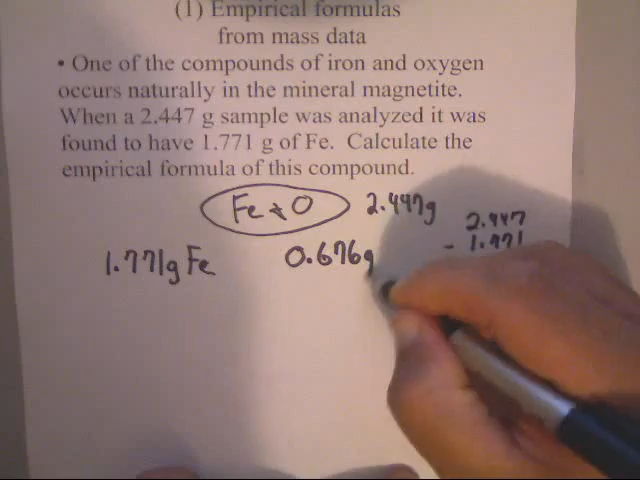 (1) Empirical formulas
from mass data
• One of the compounds of iron and oxygen
occurs naturally in the mineral magnetite.
When a 2.447 g sample was analyzed it was
found to have 1.771 g of Fe. Calculate the
empirical formula of this compound.
Fe & O 2.447g
2.447
- 1.771
1.771g Fe 0.676g